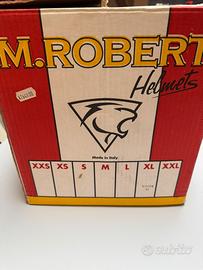 M.ROBERT
Helmets
Made in Italy
XXS XS S M L XL XXL
subito